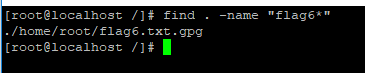 [root@localhost /]# find . -name "flag6*"
./home/root/flag6.txt.gpg
[root@localhost /]#